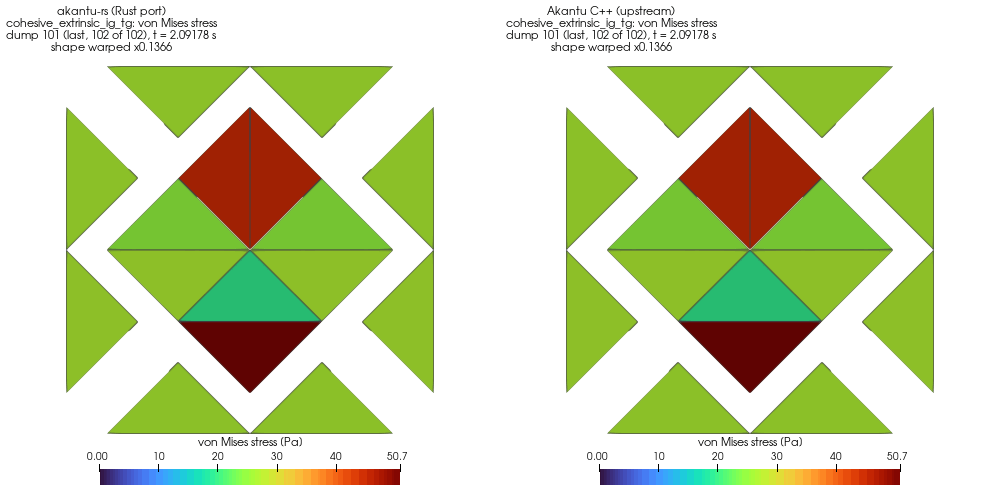 akantu-rs (Rust port)
cohesive_extrinsic_ig_tg: von Mises stress
dump 101 (last, 102 of 102), t = 2.09178 s
shape warped x0.1366
von Mises stress [Pa]
0.00 10 20 30 40 50.7
Akantu C++ (upstream)
cohesive_extrinsic_ig_tg: von Mises stress
dump 101 (last, 102 of 102), t = 2.09178 s
shape warped x0.1366
von Mises stress [Pa]
0.00 10 20 30 40 50.7